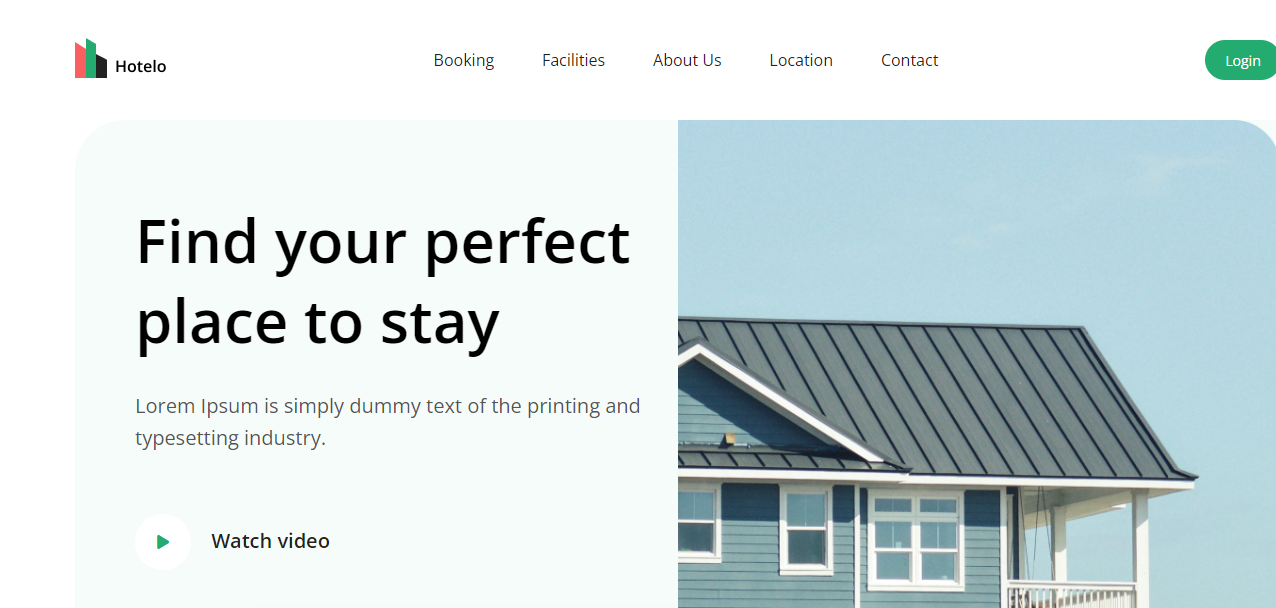 Hotelo
Booking
Facilities
About Us
Location
Contact
Login
Find your perfect
place to stay
Lorem Ipsum is simply dummy text of the printing and
typesetting industry.
Watch video